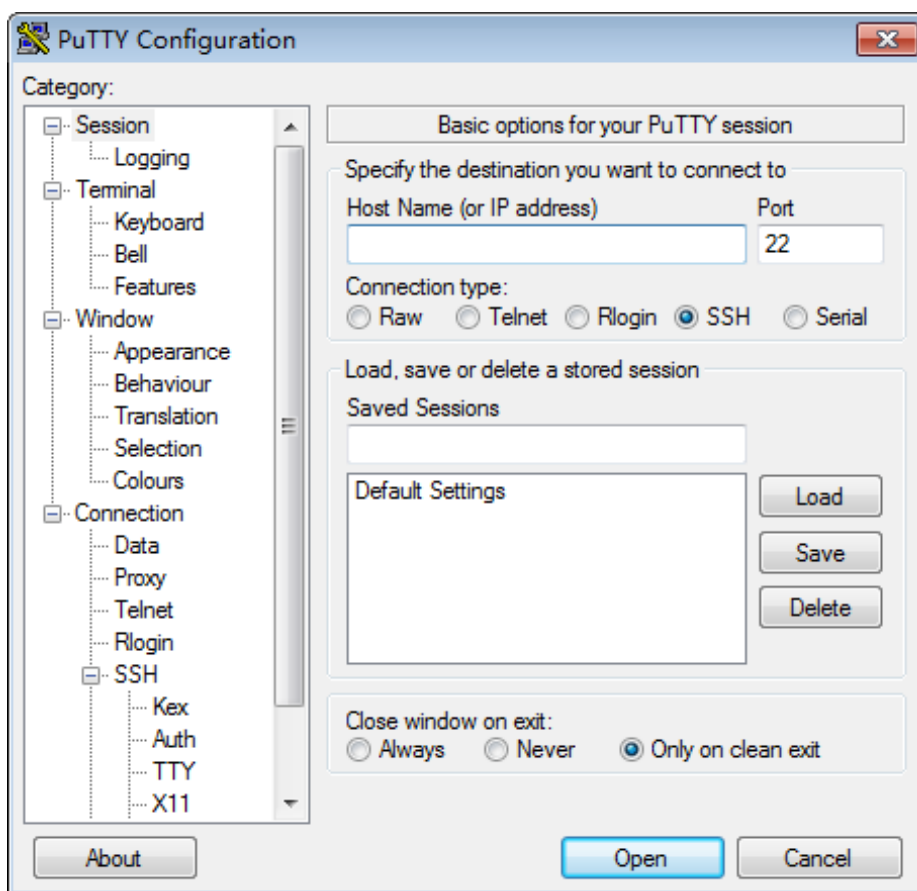 PuTTY Configuration
Category:
Session
Logging
Terminal
Keyboard
Bell
Features
Window
Appearance
Behaviour
Translation
Selection
Colours
Connection
Data
Proxy
Telnet
Rlogin
SSH
Kex
Auth
TTY
X11
Basic options for your PuTTY session
Specify the destination you want to connect to
Host Name (or IP address) Port
22
Connection type:
Raw Telnet Rlogin SSH Serial
Load, save or delete a stored session
Saved Sessions
Default Settings
Load
Save
Delete
Close window on exit:
Always Never Only on clean exit
About Open Cancel